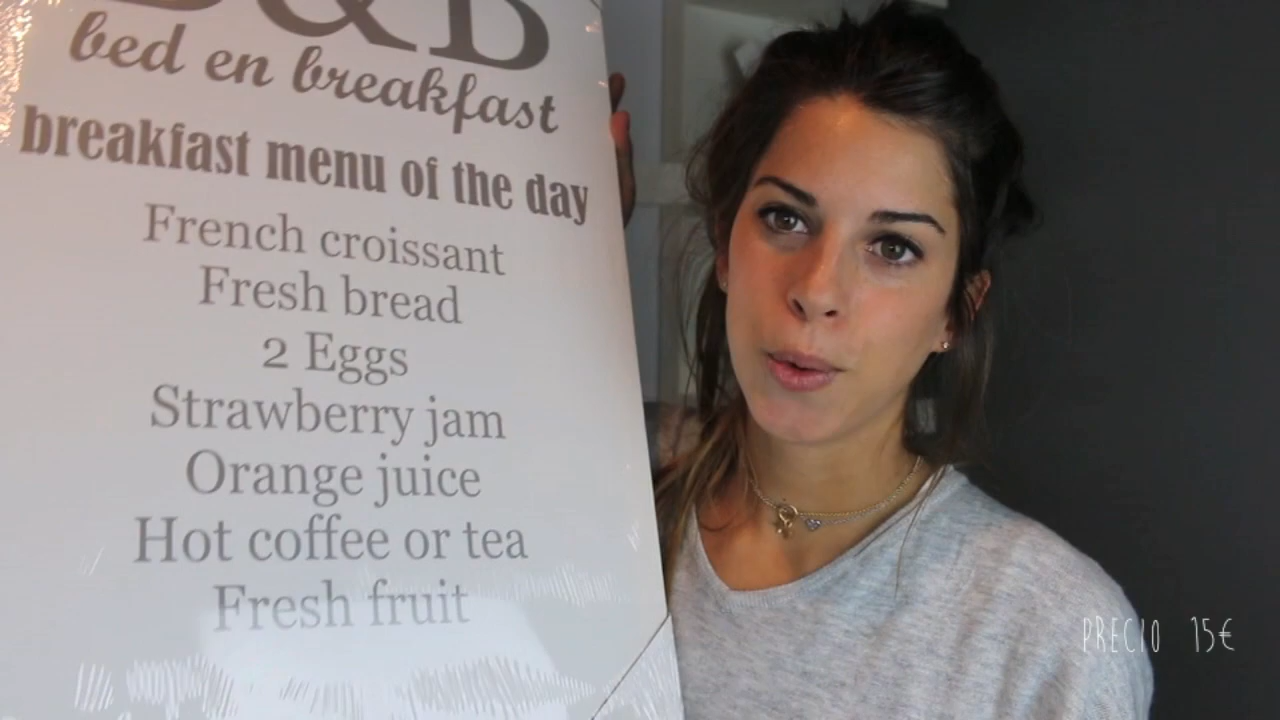 B&B
bed en breakfast
breakfast menu of the day
French croissant
Fresh bread
2 Eggs
Strawberry jam
Orange juice
Hot coffee or tea
Fresh fruit
PRECIO 15€